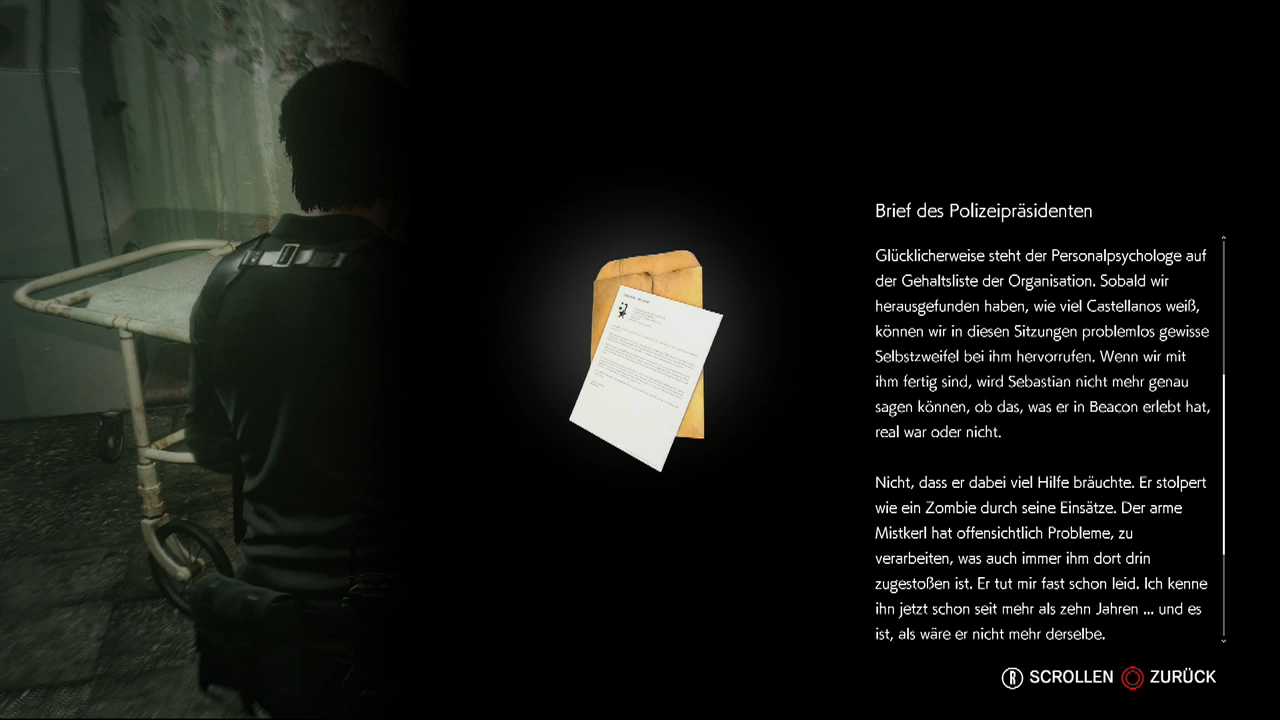 Brief des Polizeipräsidenten
Glücklicherweise steht der Personalpsychologe auf
der Gehaltsliste der Organisation. Sobald wir
herausgefunden haben, wie viel Castellanos weiß,
können wir in diesen Sitzungen problemlos gewisse
Selbstzweifel bei ihm hervorrufen. Wenn wir mit
ihm fertig sind, wird Sebastian nicht mehr genau
sagen können, ob das, was er in Beacon erlebt hat,
real war oder nicht.
Nicht, dass er dabei viel Hilfe bräuchte. Er stolpert
wie ein Zombie durch seine Einsätze. Der arme
Mistkerl hat offensichtlich Probleme, zu
verarbeiten, was auch immer ihm dort drin
zugestoßen ist. Er tut mir fast schon leid. Ich kenne
ihn jetzt schon seit mehr als zehn Jahren ... und es
ist, als wäre er nicht mehr derselbe.
R SCROLLEN ZURÜCK